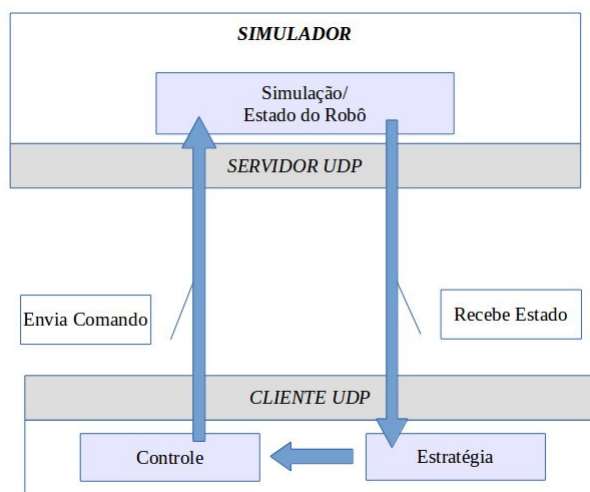 SIMULADOR
Simulação/
Estado do Robô
SERVIDOR UDP
Envia Comando
Recebe Estado
CLIENTE UDP
Controle
Estratégia